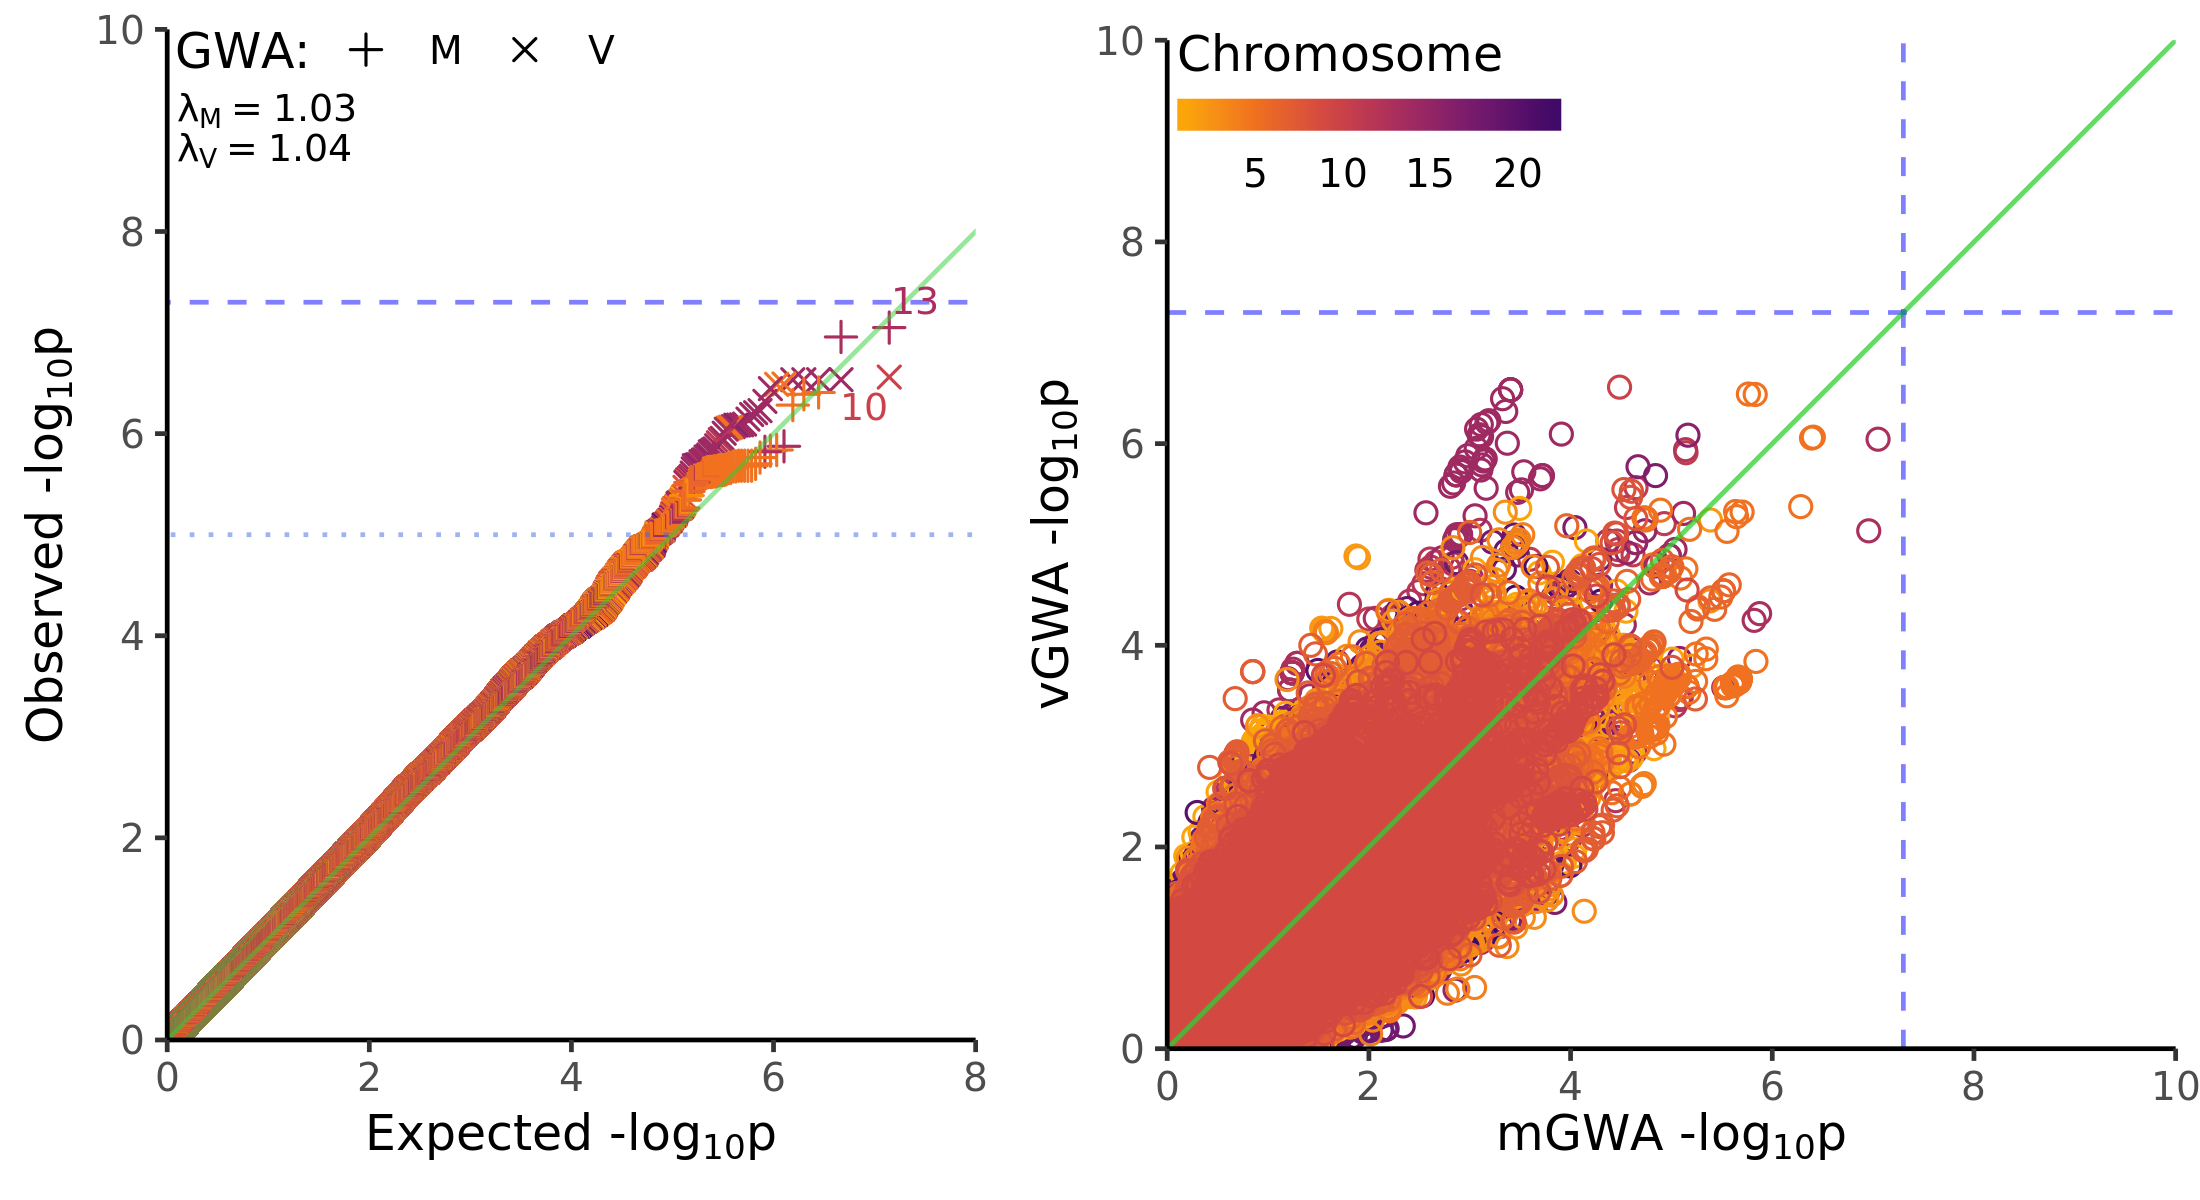 GWA: + M × V
λM = 1.03
λV = 1.04
10
8
6
4
2
0
13
10
0 2 4 6 8
Expected -log10p
Observed -log10p
Chromosome
5 10 15 20
10
8
6
4
2
0
0 2 4 6 8 10
mGWA -log10p
vGWA -log10p